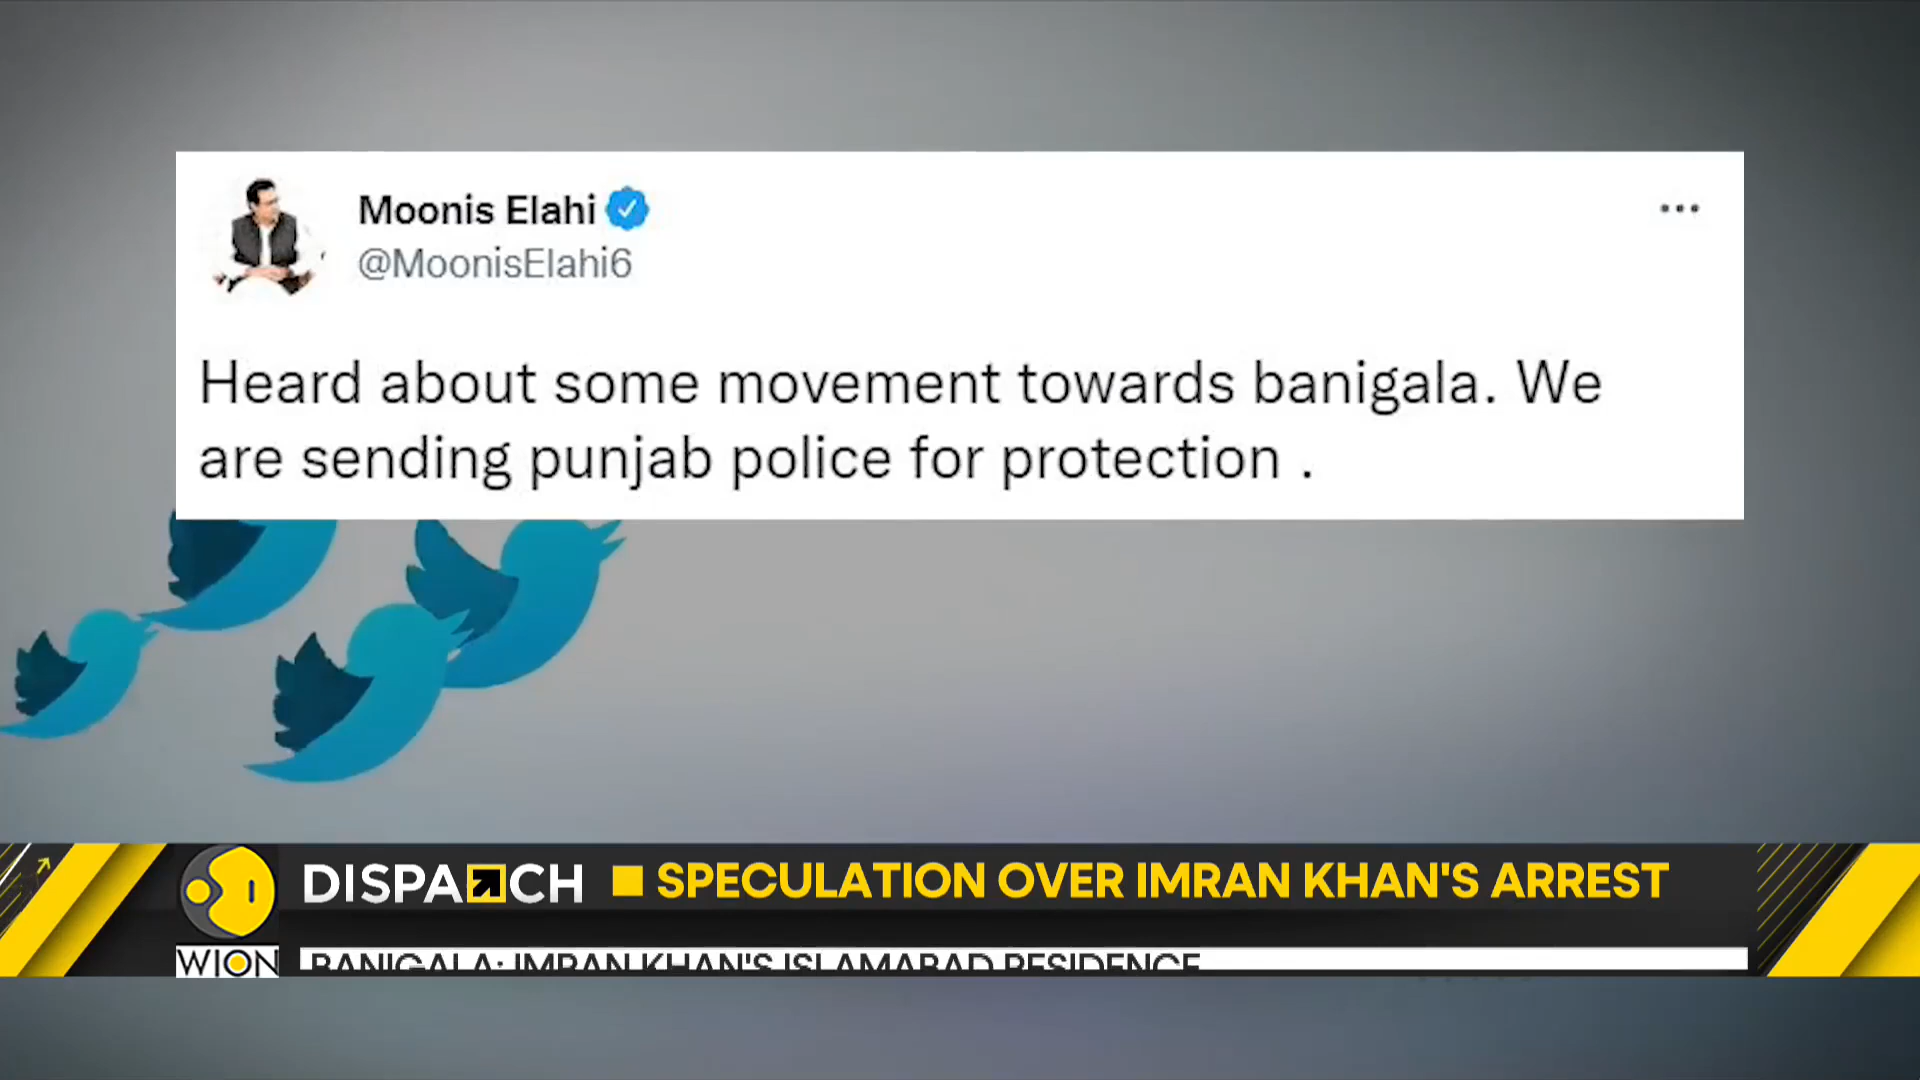 Moonis Elahi
@MoonisElahi6
Heard about some movement towards banigala. We
are sending punjab police for protection .
DISPATCH
SPECULATION OVER IMRAN KHAN'S ARREST
WION
BANIGALA: IMRAN KHAN'S ISLAMABAD RESIDENCE